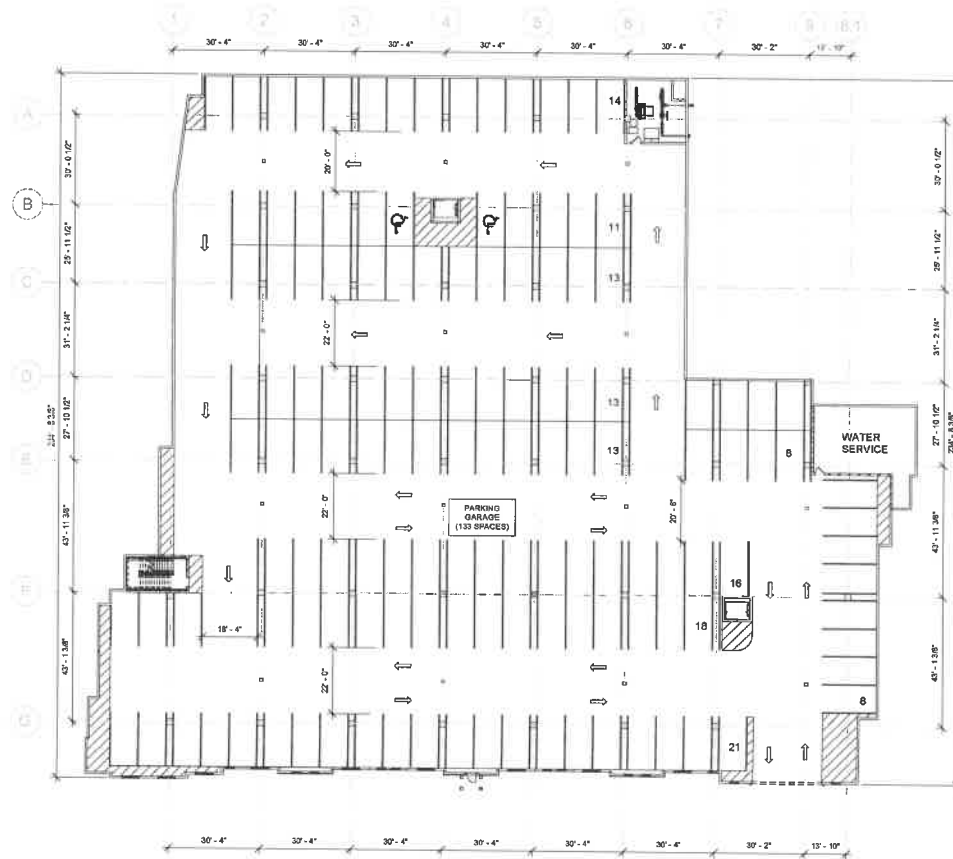 1 2 3 4 5 6 7 9 8.1
30' - 4" 30' - 4" 30' - 4" 30' - 4" 30' - 4" 30' - 4" 30' - 2" 13' - 10"
14
A
30' - 0 1/2" 20' - 0" 30' - 0 1/2"
B
11
25' - 11 1/2" 25' - 11 1/2"
C
13
31' - 2 1/4" 22' - 0" 31' - 2 1/4"
D
13
27' - 10 1/2" 27' - 10 1/2"
WATER
SERVICE
13 6
E
43' - 11 3/8" 22' - 0" 20' - 6" 43' - 11 3/8"
PARKING
GARAGE
(133 SPACES)
16
18
18' - 4"
43' - 1 3/8" 22' - 0" 43' - 1 3/8"
8
G
21
30' - 4" 30' - 4" 30' - 4" 30' - 4" 30' - 4" 30' - 4" 30' - 2" 13' - 10"